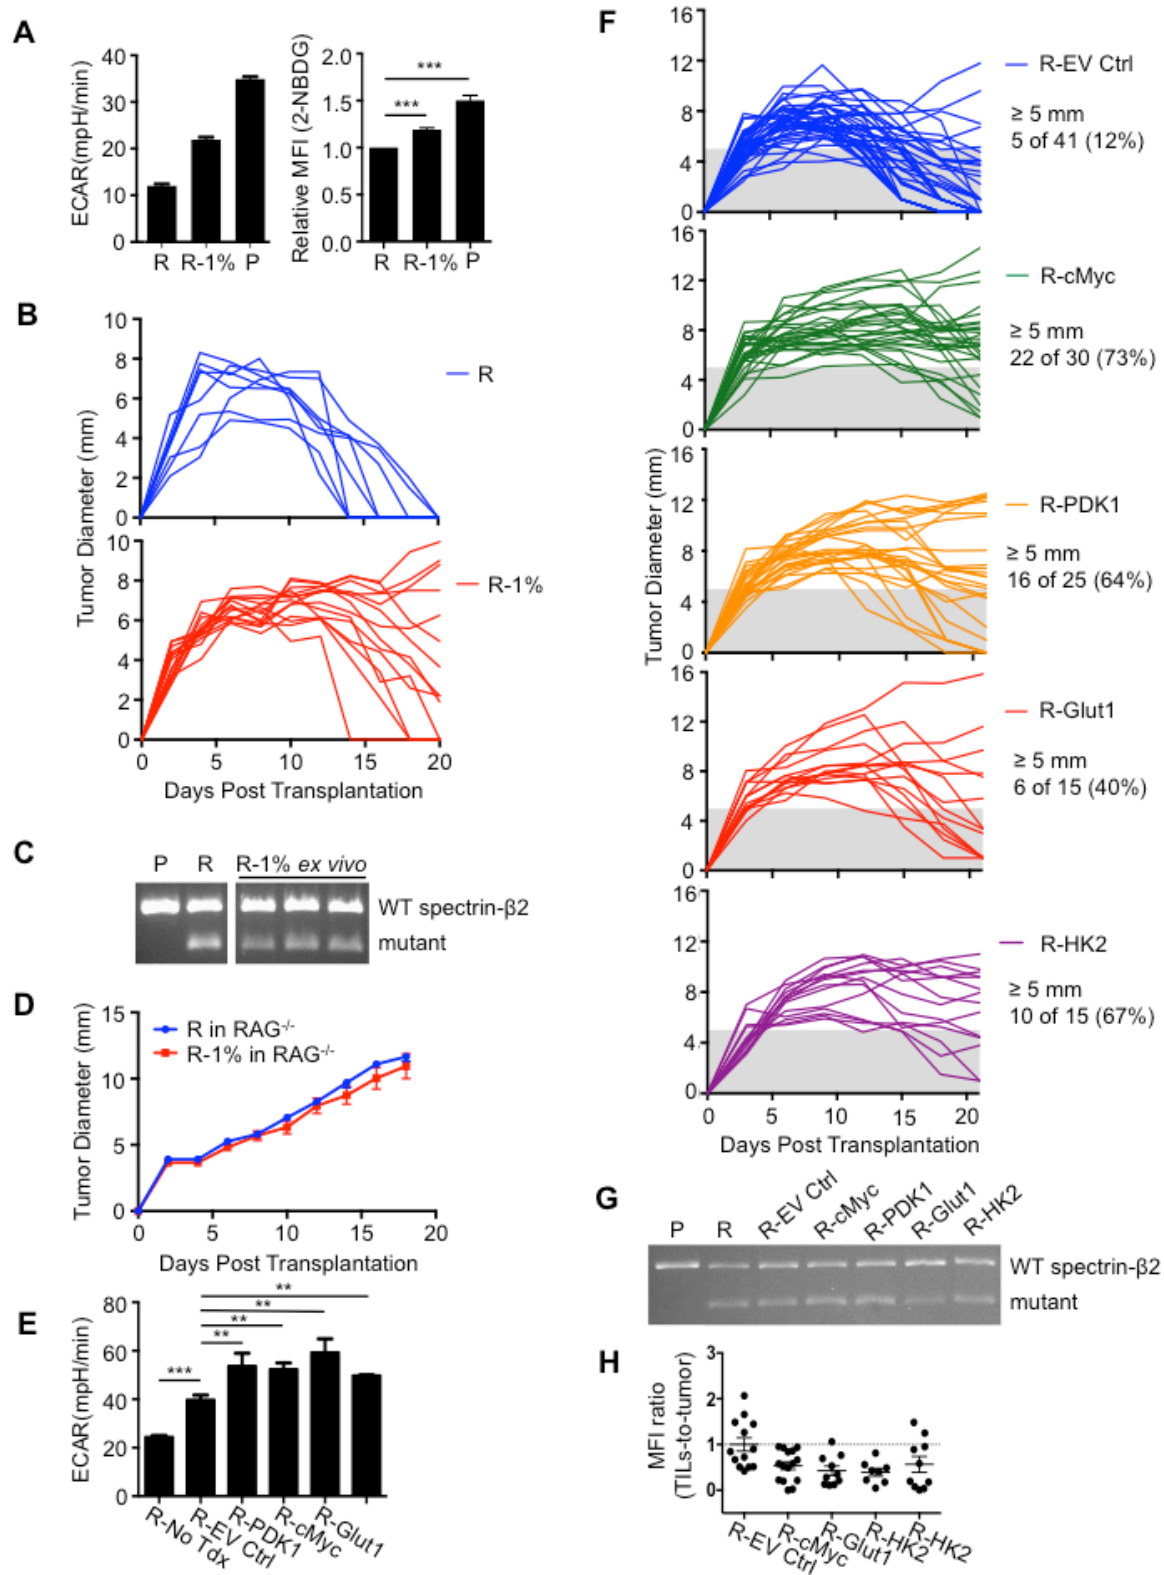 A
ECAR(mpH/min)
40
30
20
10
0
R R-1% P
Relative MFI (2-NBDG)
2.0
1.5
1.0
0.5
0.0
***
***
R R-1% P
B
Tumor Diameter (mm)
10
8
6
4
2
0
R
10
8
6
4
2
0
R-1%
0 5 10 15 20
Days Post Transplantation
C
P R R-1% ex vivo
WT spectrin-β2
mutant
D
Tumor Diameter (mm)
15
10
5
0
R in RAG-/-
R-1% in RAG-/-
0 5 10 15 20
Days Post Transplantation
E
ECAR(mpH/min)
80
60
40
20
0
***
**
**
**
**
R-No Tdx
R-EV Ctrl
R-PDK1
R-cMyc
R-Glut1
F
Tumor Diameter (mm)
16
12
8
4
0
R-EV Ctrl
≥ 5 mm
5 of 41 (12%)
16
12
8
4
0
R-cMyc
≥ 5 mm
22 of 30 (73%)
16
12
8
4
0
R-PDK1
≥ 5 mm
16 of 25 (64%)
16
12
8
4
0
R-Glut1
≥ 5 mm
6 of 15 (40%)
16
12
8
4
0
R-HK2
≥ 5 mm
10 of 15 (67%)
0 5 10 15 20
Days Post Transplantation
G
P R R-EV Ctrl R-cMyc R-PDK1 R-Glut1 R-HK2
WT spectrin-β2
mutant
H
MFI ratio
(TILs-to-tumor)
3
2
1
0
R-EV Ctrl
R-cMyc
R-Glut1
R-HK2
R-HK2